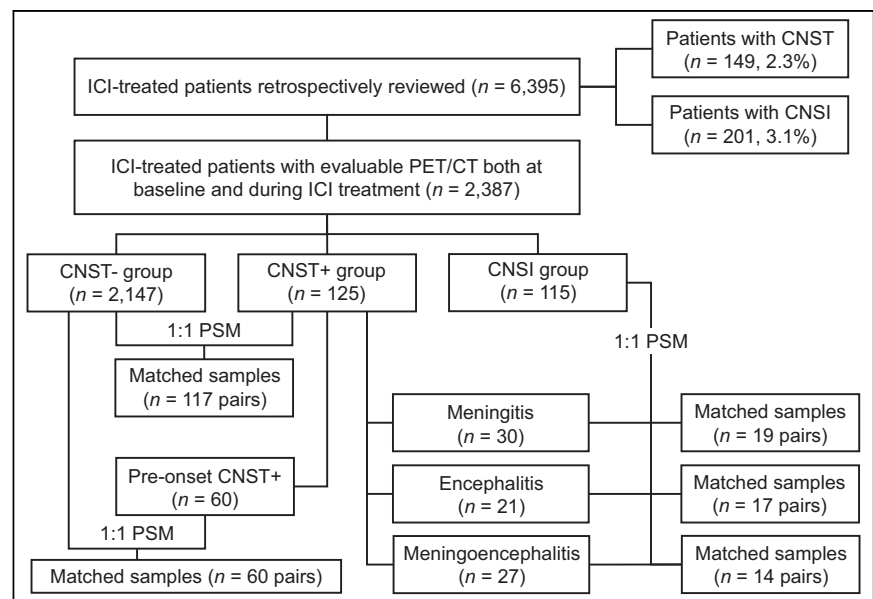 Patients with CNST
(n = 149, 2.3%)
ICI-treated patients retrospectively reviewed (n = 6,395)
Patients with CNSI
(n = 201, 3.1%)
ICI-treated patients with evaluable PET/CT both at
baseline and during ICI treatment (n = 2,387)
CNST- group
(n = 2,147)
CNST+ group
(n = 125)
CNSI group
(n = 115)
1:1 PSM
1:1 PSM
Matched samples
(n = 117 pairs)
Meningitis
(n = 30)
Matched samples
(n = 19 pairs)
Pre-onset CNST+
(n = 60)
Encephalitis
(n = 21)
Matched samples
(n = 17 pairs)
1:1 PSM
Matched samples (n = 60 pairs)
Meningoencephalitis
(n = 27)
Matched samples
(n = 14 pairs)